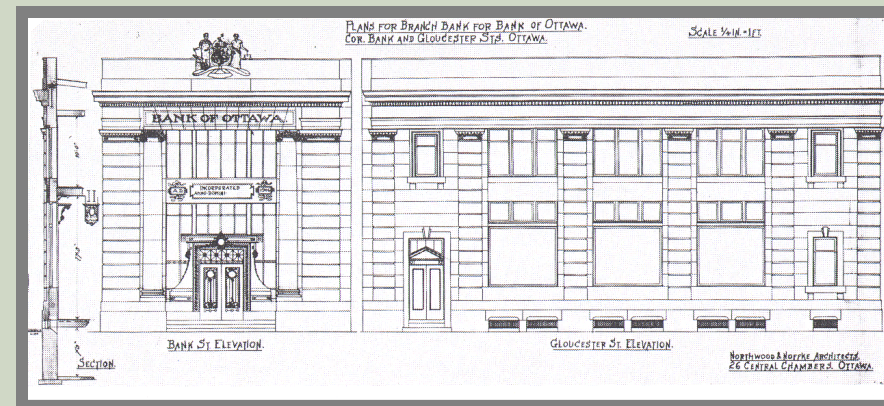 PLANS FOR BRANCH BANK FOR BANK OF OTTAWA.
COR. BANK AND GLOUCESTER STS. OTTAWA.
SCALE 1/4 IN. = 1 FT.
BANK OF OTTAWA
INCORPORATED
BANK ST. ELEVATION.
GLOUCESTER ST. ELEVATION.
SECTION.
NORTHWOOD & NOFFKE ARCHITECTS.
26 CENTRAL CHAMBERS. OTTAWA.